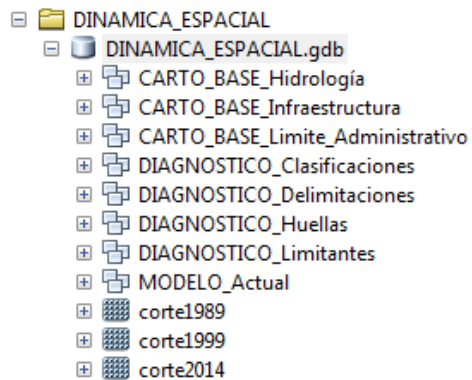 DINAMICA_ESPACIAL
DINAMICA_ESPACIAL.gdb
CARTO_BASE_Hidrología
CARTO_BASE_Infraestructura
CARTO_BASE_Limite_Administrativo
DIAGNOSTICO_Clasificaciones
DIAGNOSTICO_Delimitaciones
DIAGNOSTICO_Huellas
DIAGNOSTICO_Limitantes
MODELO_Actual
corte1989
corte1999
corte2014